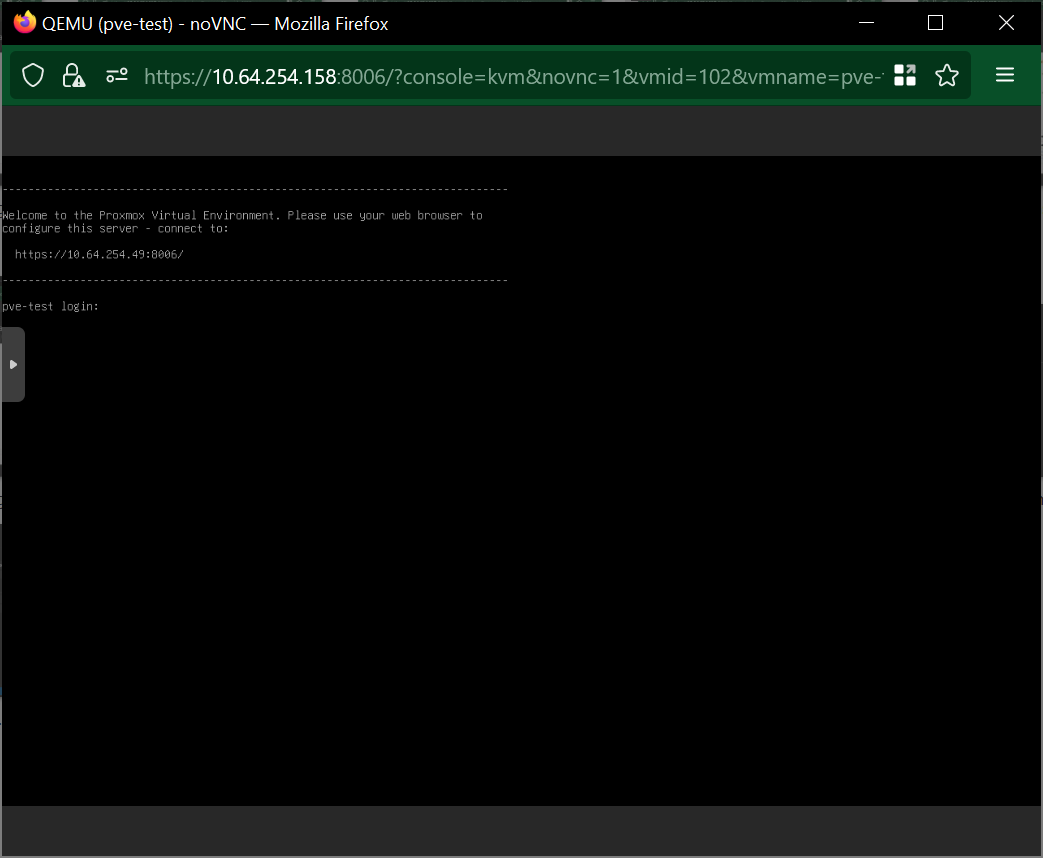 QEMU (pve-test) - noVNC — Mozilla Firefox
https://10.64.254.158:8006/?console=kvm&novnc=1&vmid=102&vmname=pve-
--------------------------------------------------------------------------------
Welcome to the Proxmox Virtual Environment. Please use your web browser to
configure this server - connect to:
https://10.64.254.49:8006/
--------------------------------------------------------------------------------
pve-test login: